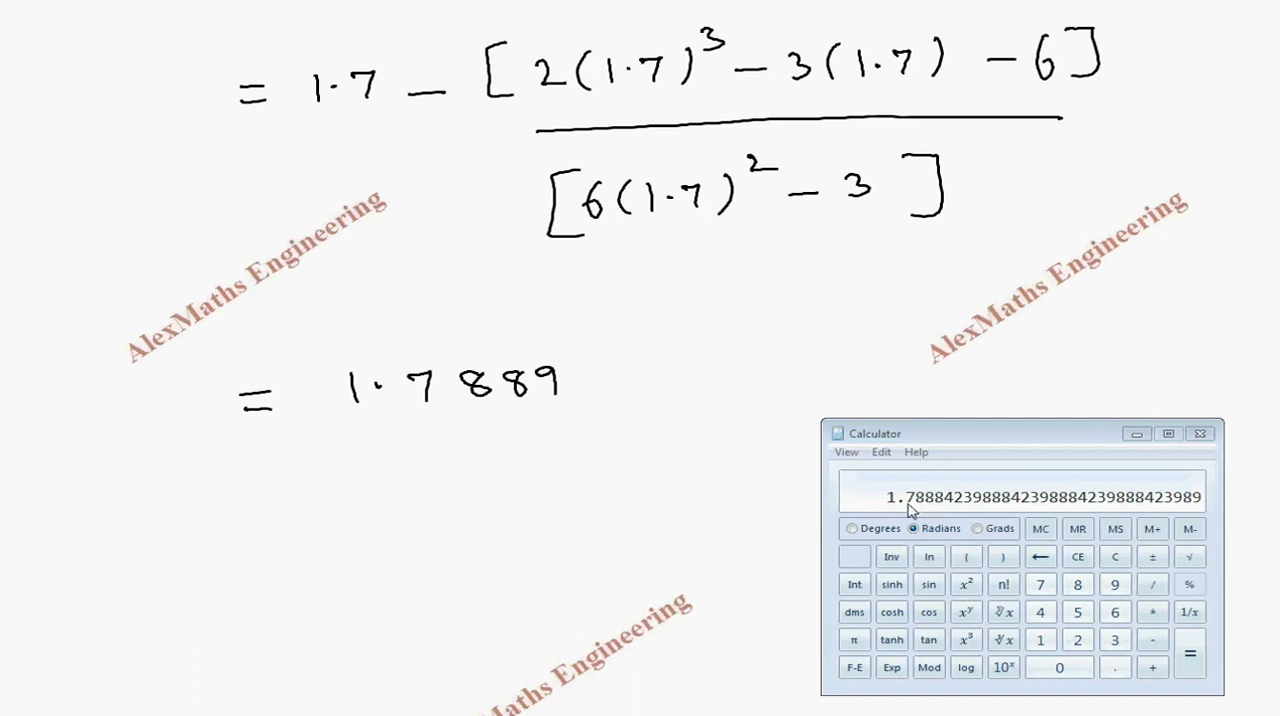 = 1.7 - [2(1.7)³ - 3(1.7) - 6]
[6(1.7)² - 3]
AlexMaths Engineering
AlexMaths Engineering
= 1.7889
Calculator
View Edit Help
1.7888423988842398884239888423989
Degrees Radians Grads MC MR MS M+ M-
Inv ln ( ) ← CE C ± √
Int sinh sin x² n! 7 8 9 / %
dms cosh cos xʸ ʸ√x 4 5 6 * 1/x
π tanh tan x³ ³√x 1 2 3 - =
F-E Exp Mod log 10ˣ 0 . +
Maths Engineering